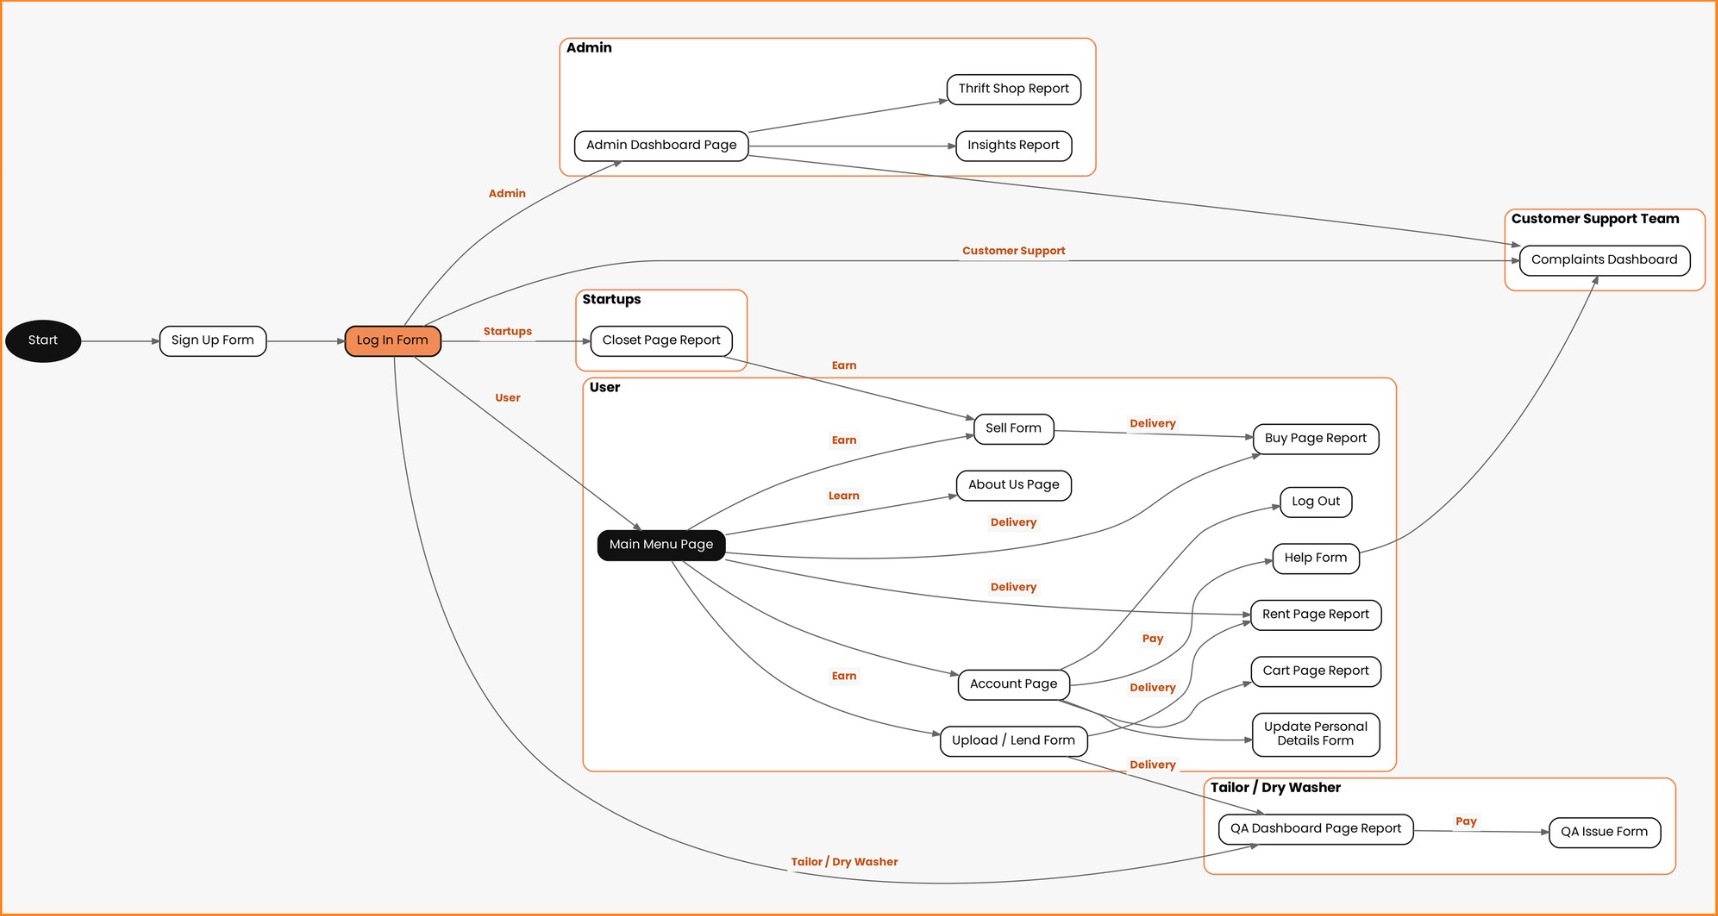 Admin
Thrift Shop Report
Admin Dashboard Page
Insights Report
Admin
Customer Support Team
Customer Support
Complaints Dashboard
Startups
Start
Sign Up Form
Log In Form
Startups
Closet Page Report
Earn
User
User
Sell Form
Delivery
Buy Page Report
Earn
About Us Page
Learn
Log Out
Delivery
Main Menu Page
Help Form
Delivery
Rent Page Report
Pay
Cart Page Report
Earn
Account Page
Delivery
Update Personal
Details Form
Upload / Lend Form
Delivery
Tailor / Dry Washer
QA Dashboard Page Report
Pay
QA Issue Form
Tailor / Dry Washer